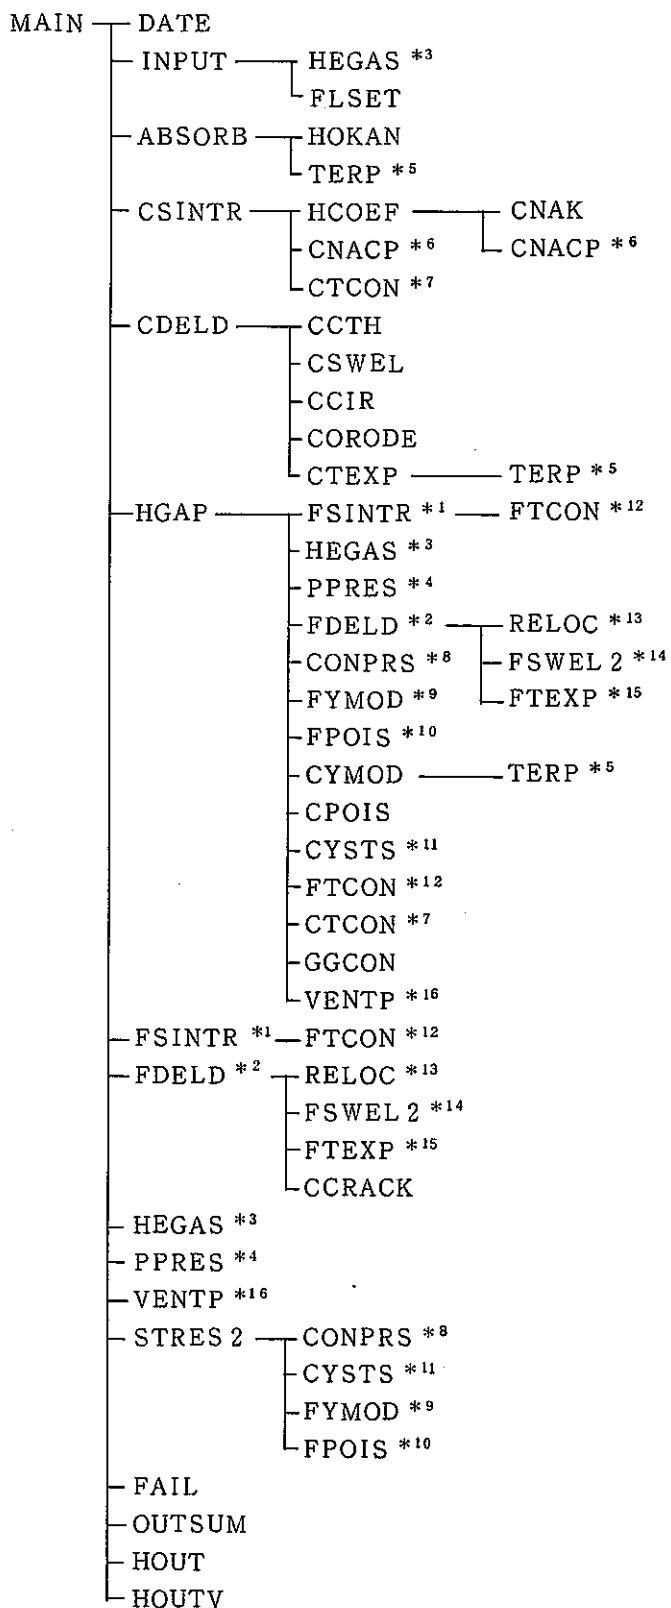 MAIN DATE
INPUT HEGAS *3
FLSET
ABSORB HOKAN
TERP *5
CSINTR HCOEF CNAK
CNACP *6 CNACP *6
CTCON *7
CDELD CCTH
CSWEL
CCIR
CORODE
CTEXP TERP *5
HGAP FSINTR *1 FTCON *12
HEGAS *3
PPRES *4
FDELD *2 RELOC *13
CONPRS *8 FSWEL 2 *14
FYMOD *9 FTEXP *15
FPOIS *10
CYMOD TERP *5
CPOIS
CYSTS *11
FTCON *12
CTCON *7
GGCON
VENTP *16
FSINTR *1 FTCON *12
FDELD *2 RELOC *13
FSWEL 2 *14
FTEXP *15
CCRACK
HEGAS *3
PPRES *4
VENTP *16
STRES 2 CONPRS *8
CYSTS *11
FYMOD *9
FPOIS *10
FAIL
OUTSUM
HOUT
HOUTV